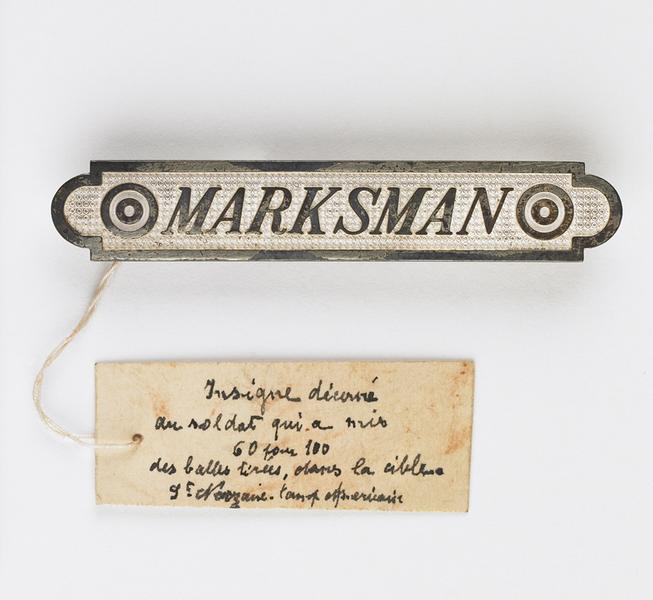 MARKSMAN
Insigne décerné
au soldat qui a mis
60 pour 100
des balles tirées, dans la cible.
St Nazaire - Camp Américain